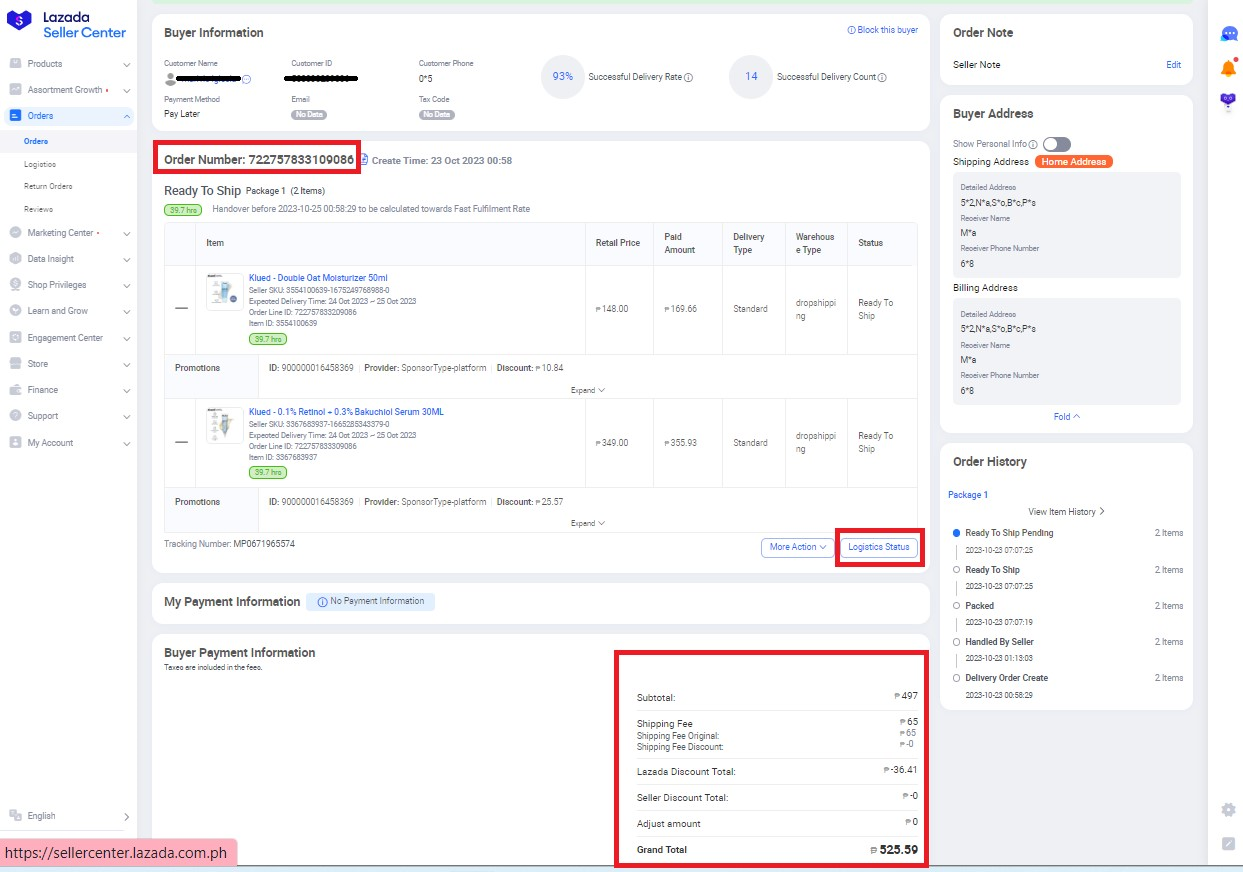 Lazada
Seller Center
Products
Assortment Growth
Orders
Orders
Logistics
Return Orders
Reviews
Marketing Center
Data Insight
Shop Privileges
Learn and Grow
Engagement Center
Store
Finance
Support
My Account
English
https://sellercenter.lazada.com.ph
Buyer Information
Block this buyer
Customer Name
Customer ID
Customer Phone
0*5
Payment Method
Pay Later
Email
No Data
Tax Code
No Data
93%
Successful Delivery Rate
14
Successful Delivery Count
Order Number: 722757833109086
Create Time: 23 Oct 2023 00:58
Ready To Ship Package 1 (2 Items)
39.7 hrs Handover before 2023-10-25 00:58:29 to be calculated towards Fast Fulfilment Rate
Item
Retail Price
Paid
Amount
Delivery
Type
Warehous
e Type
Status
Klued - Double Oat Moisturizer 50ml
Seller SKU: 3554100639-1675249768988-0
Expected Delivery Time: 24 Oct 2023 ~ 25 Oct 2023
Order Line ID: 722757833209086
Item ID: 3554100639
39.7 hrs
₱148.00
₱169.66
Standard
dropshippi
ng
Ready To
Ship
Promotions
ID: 900000016458369 | Provider: SponsorType-platform | Discount: ₱10.84
Expand
Klued - 0.1% Retinol + 0.3% Bakuchiol Serum 30ML
Seller SKU: 3367683937-1665285343379-0
Expected Delivery Time: 24 Oct 2023 ~ 25 Oct 2023
Order Line ID: 722757833309086
Item ID: 3367683937
39.7 hrs
₱349.00
₱355.93
Standard
dropshippi
ng
Ready To
Ship
Promotions
ID: 900000016458369 | Provider: SponsorType-platform | Discount: ₱25.57
Expand
Tracking Number: MP0671965574
More Action
Logistics Status
My Payment Information
No Payment Information
Buyer Payment Information
Taxes are included in the fees.
Subtotal: ₱497
Shipping Fee ₱65
Shipping Fee Original: ₱65
Shipping Fee Discount: ₱-0
Lazada Discount Total: ₱-36.41
Seller Discount Total: ₱-0
Adjust amount ₱0
Grand Total ₱525.59
Order Note
Seller Note
Edit
Buyer Address
Show Personal Info
Shipping Address Home Address
Detailed Address
5*2,N*a,S*o,B*c,P*s
Receiver Name
M*a
Receiver Phone Number
6*8
Billing Address
Detailed Address
5*2,N*a,S*o,B*c,P*s
Receiver Name
M*a
Receiver Phone Number
6*8
Fold
Order History
Package 1
View Item History
Ready To Ship Pending 2 Items
2023-10-23 07:07:25
Ready To Ship 2 Items
2023-10-23 07:07:25
Packed 2 Items
2023-10-23 07:07:19
Handled By Seller 2 Items
2023-10-23 01:13:03
Delivery Order Create 2 Items
2023-10-23 00:58:29